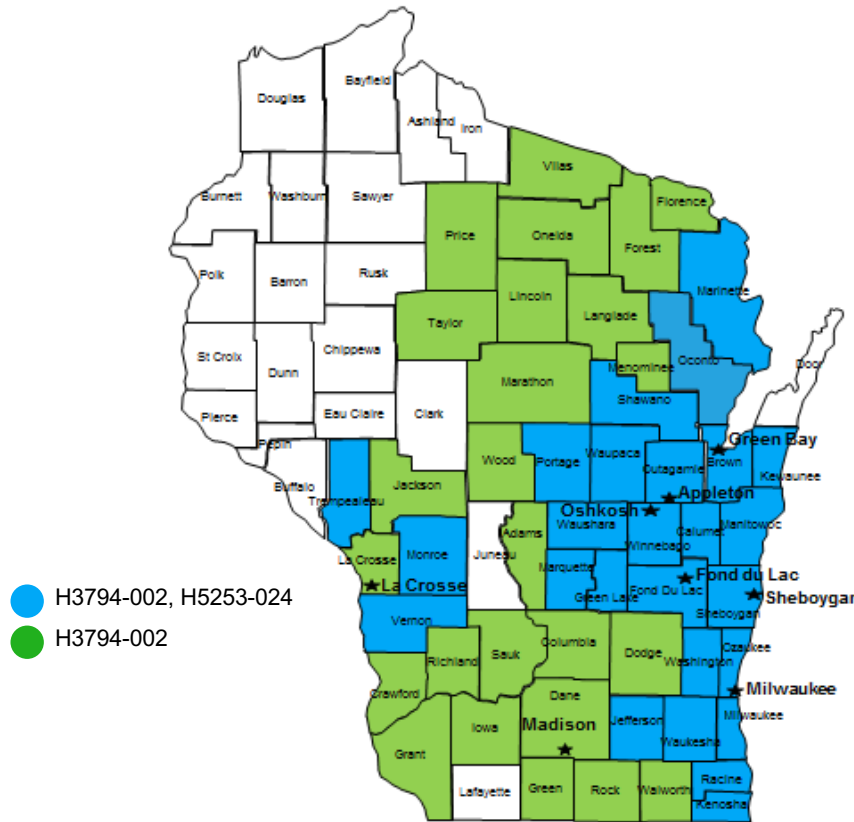 Bayfield
Douglas
Ashland
Iron
Vilas
Burnett
Washburn
Sawyer
Florence
Price
Oneida
Forest
Polk
Rusk
Barron
Marinette
Lincoln
Langlade
Taylor
Chippewa
St Croix
Dunn
Oconto
Door
Menominee
Marathon
Shawano
Eau Claire
Clark
Pierce
Pepin
Green Bay
Wood
Portage
Waupaca
Brown
Outagamie
Kewaunee
Buffalo
Jackson
Trempealeau
Appleton
Oshkosh
Waushara
Adams
Calumet
Manitowoc
Winnebago
Monroe
Juneau
La Crosse
Marquette
Fond du Lac
La Crosse
Fond Du Lac
Green Lake
Sheboygan
H3794-002, H5253-024
Sheboygan
Vernon
H3794-002
Columbia
Ozaukee
Sauk
Dodge
Richland
Washington
Crawford
Dane
Milwaukee
Madison
Jefferson
Milwaukee
Iowa
Grant
Waukesha
Racine
Lafayette
Green
Rock
Walworth
Kenosha